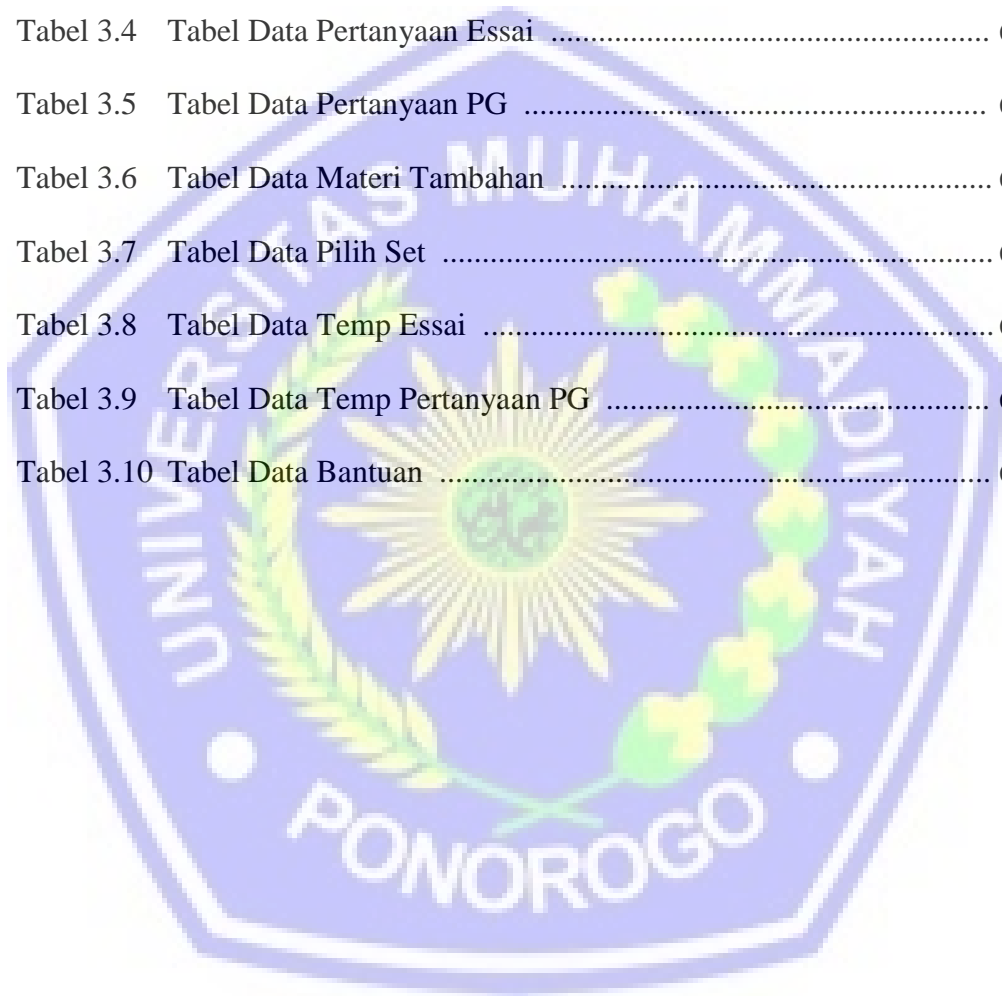 Tabel 3.4 Tabel Data Pertanyaan Essai ......................................................
Tabel 3.5 Tabel Data Pertanyaan PG .........................................................
Tabel 3.6 Tabel Data Materi Tambahan .....................................................
Tabel 3.7 Tabel Data Pilih Set ....................................................................
Tabel 3.8 Tabel Data Temp Essai ...............................................................
Tabel 3.9 Tabel Data Temp Pertanyaan PG ...............................................
Tabel 3.10 Tabel Data Bantuan ....................................................................
UNIVERSITAS MUHAMMADIYAH
PONOROGO